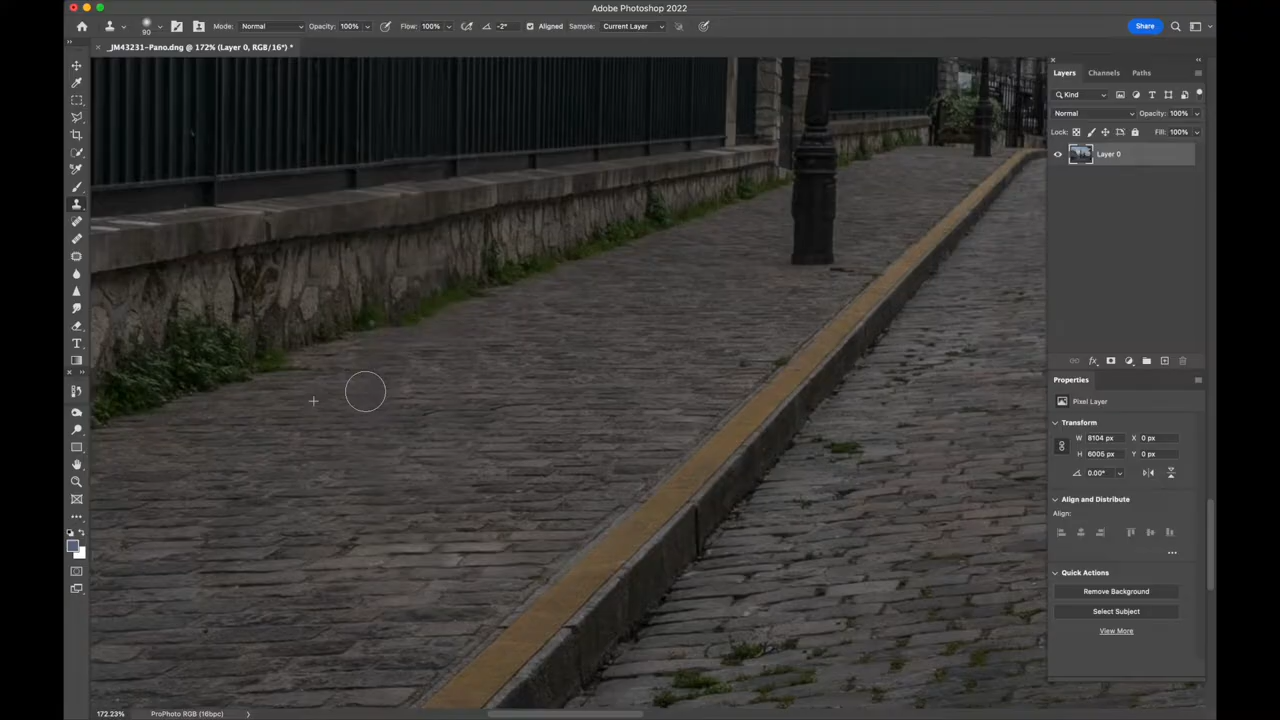 Adobe Photoshop 2022
90
Mode: Normal
Opacity: 100%
Flow: 100%
-2°
Aligned
Sample: Current Layer
Share
_JM43231-Pano.dng @ 172% (Layer 0, RGB/16*) *
Layers
Channels
Paths
Kind
Normal
Opacity: 100%
Lock:
Fill: 100%
Layer 0
fx
Properties
Pixel Layer
Transform
W 8104 px
X 0 px
H 6005 px
Y 0 px
0.00°
Align and Distribute
Align:
Quick Actions
Remove Background
Select Subject
View More
172.23%
ProPhoto RGB (16bpc)